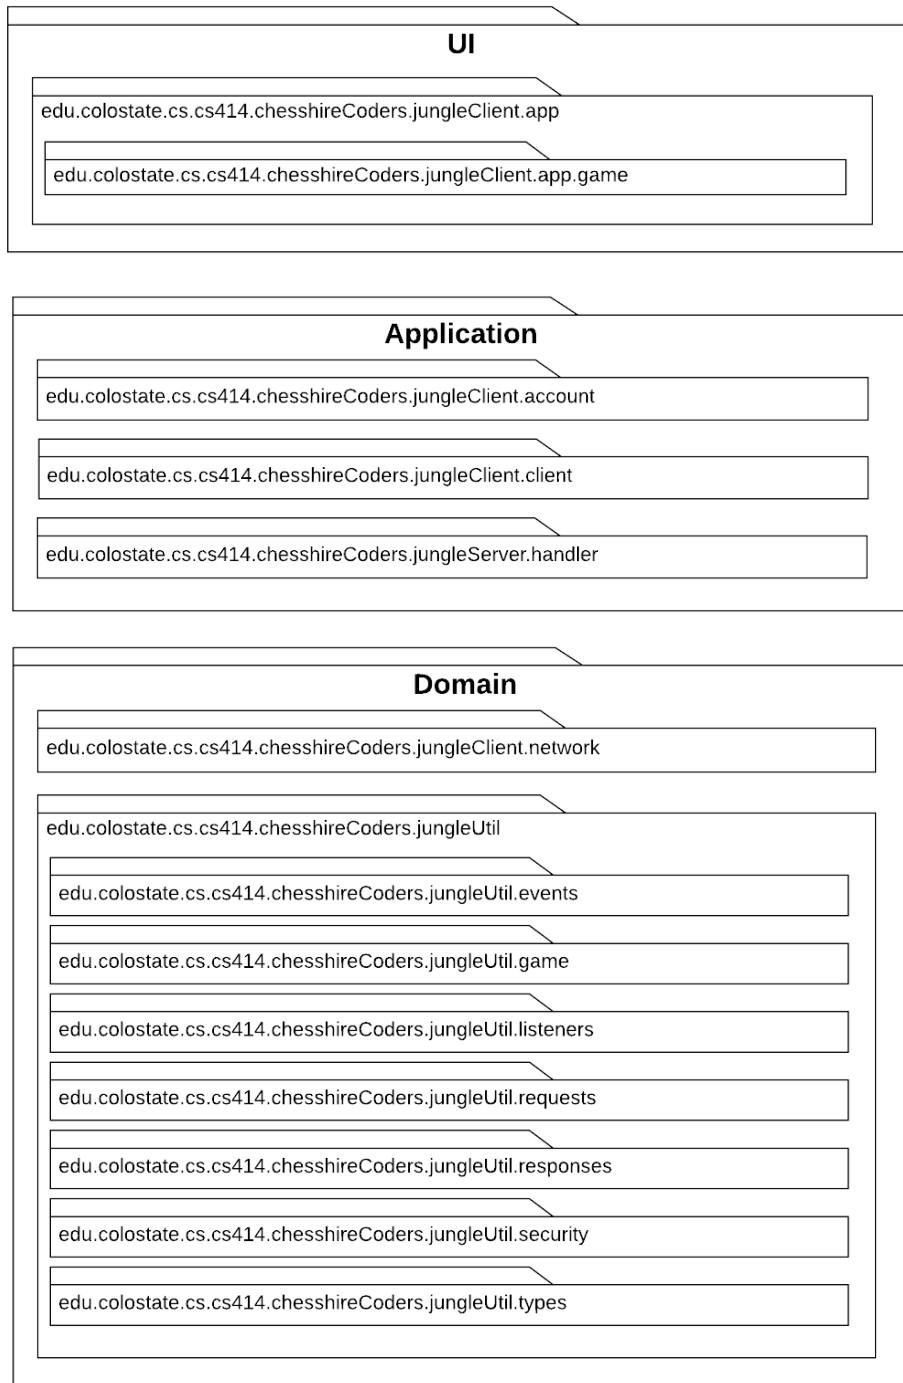 UI
edu.colostate.cs.cs414.chesshireCoders.jungleClient.app
edu.colostate.cs.cs414.chesshireCoders.jungleClient.app.game
Application
edu.colostate.cs.cs414.chesshireCoders.jungleClient.account
edu.colostate.cs.cs414.chesshireCoders.jungleClient.client
edu.colostate.cs.cs414.chesshireCoders.jungleServer.handler
Domain
edu.colostate.cs.cs414.chesshireCoders.jungleClient.network
edu.colostate.cs.cs414.chesshireCoders.jungleUtil
edu.colostate.cs.cs414.chesshireCoders.jungleUtil.events
edu.colostate.cs.cs414.chesshireCoders.jungleUtil.game
edu.colostate.cs.cs414.chesshireCoders.jungleUtil.listeners
edu.colostate.cs.cs414.chesshireCoders.jungleUtil.requests
edu.colostate.cs.cs414.chesshireCoders.jungleUtil.responses
edu.colostate.cs.cs414.chesshireCoders.jungleUtil.security
edu.colostate.cs.cs414.chesshireCoders.jungleUtil.types